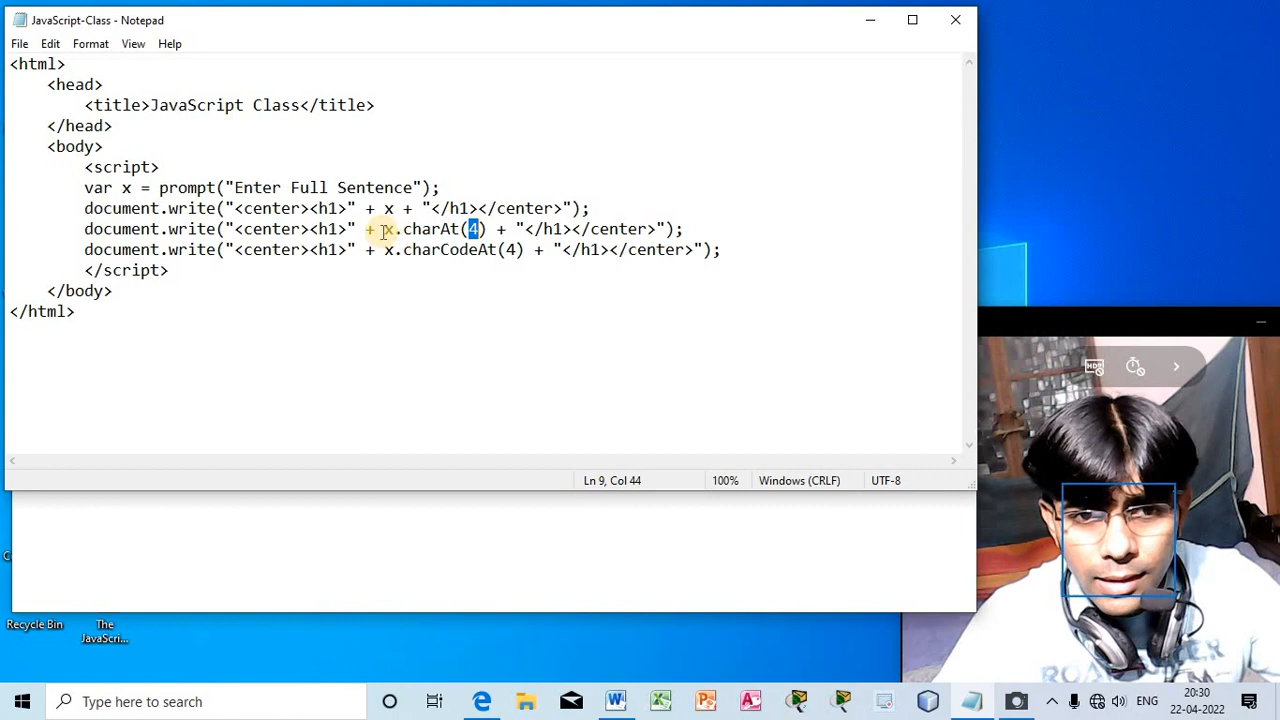 JavaScript-Class - Notepad
File Edit Format View Help
<html>
<head>
<title>JavaScript Class</title>
</head>
<body>
<script>
var x = prompt("Enter Full Sentence");
document.write("<center><h1>" + x + "</h1></center>");
document.write("<center><h1>" + x.charAt(4) + "</h1></center>");
document.write("<center><h1>" + x.charCodeAt(4) + "</h1></center>");
</script>
</body>
</html>
Ln 9, Col 44 100% Windows (CRLF) UTF-8
HDR
Recycle Bin
The JavaScri...
Type here to search
ENG
20:30
22-04-2022